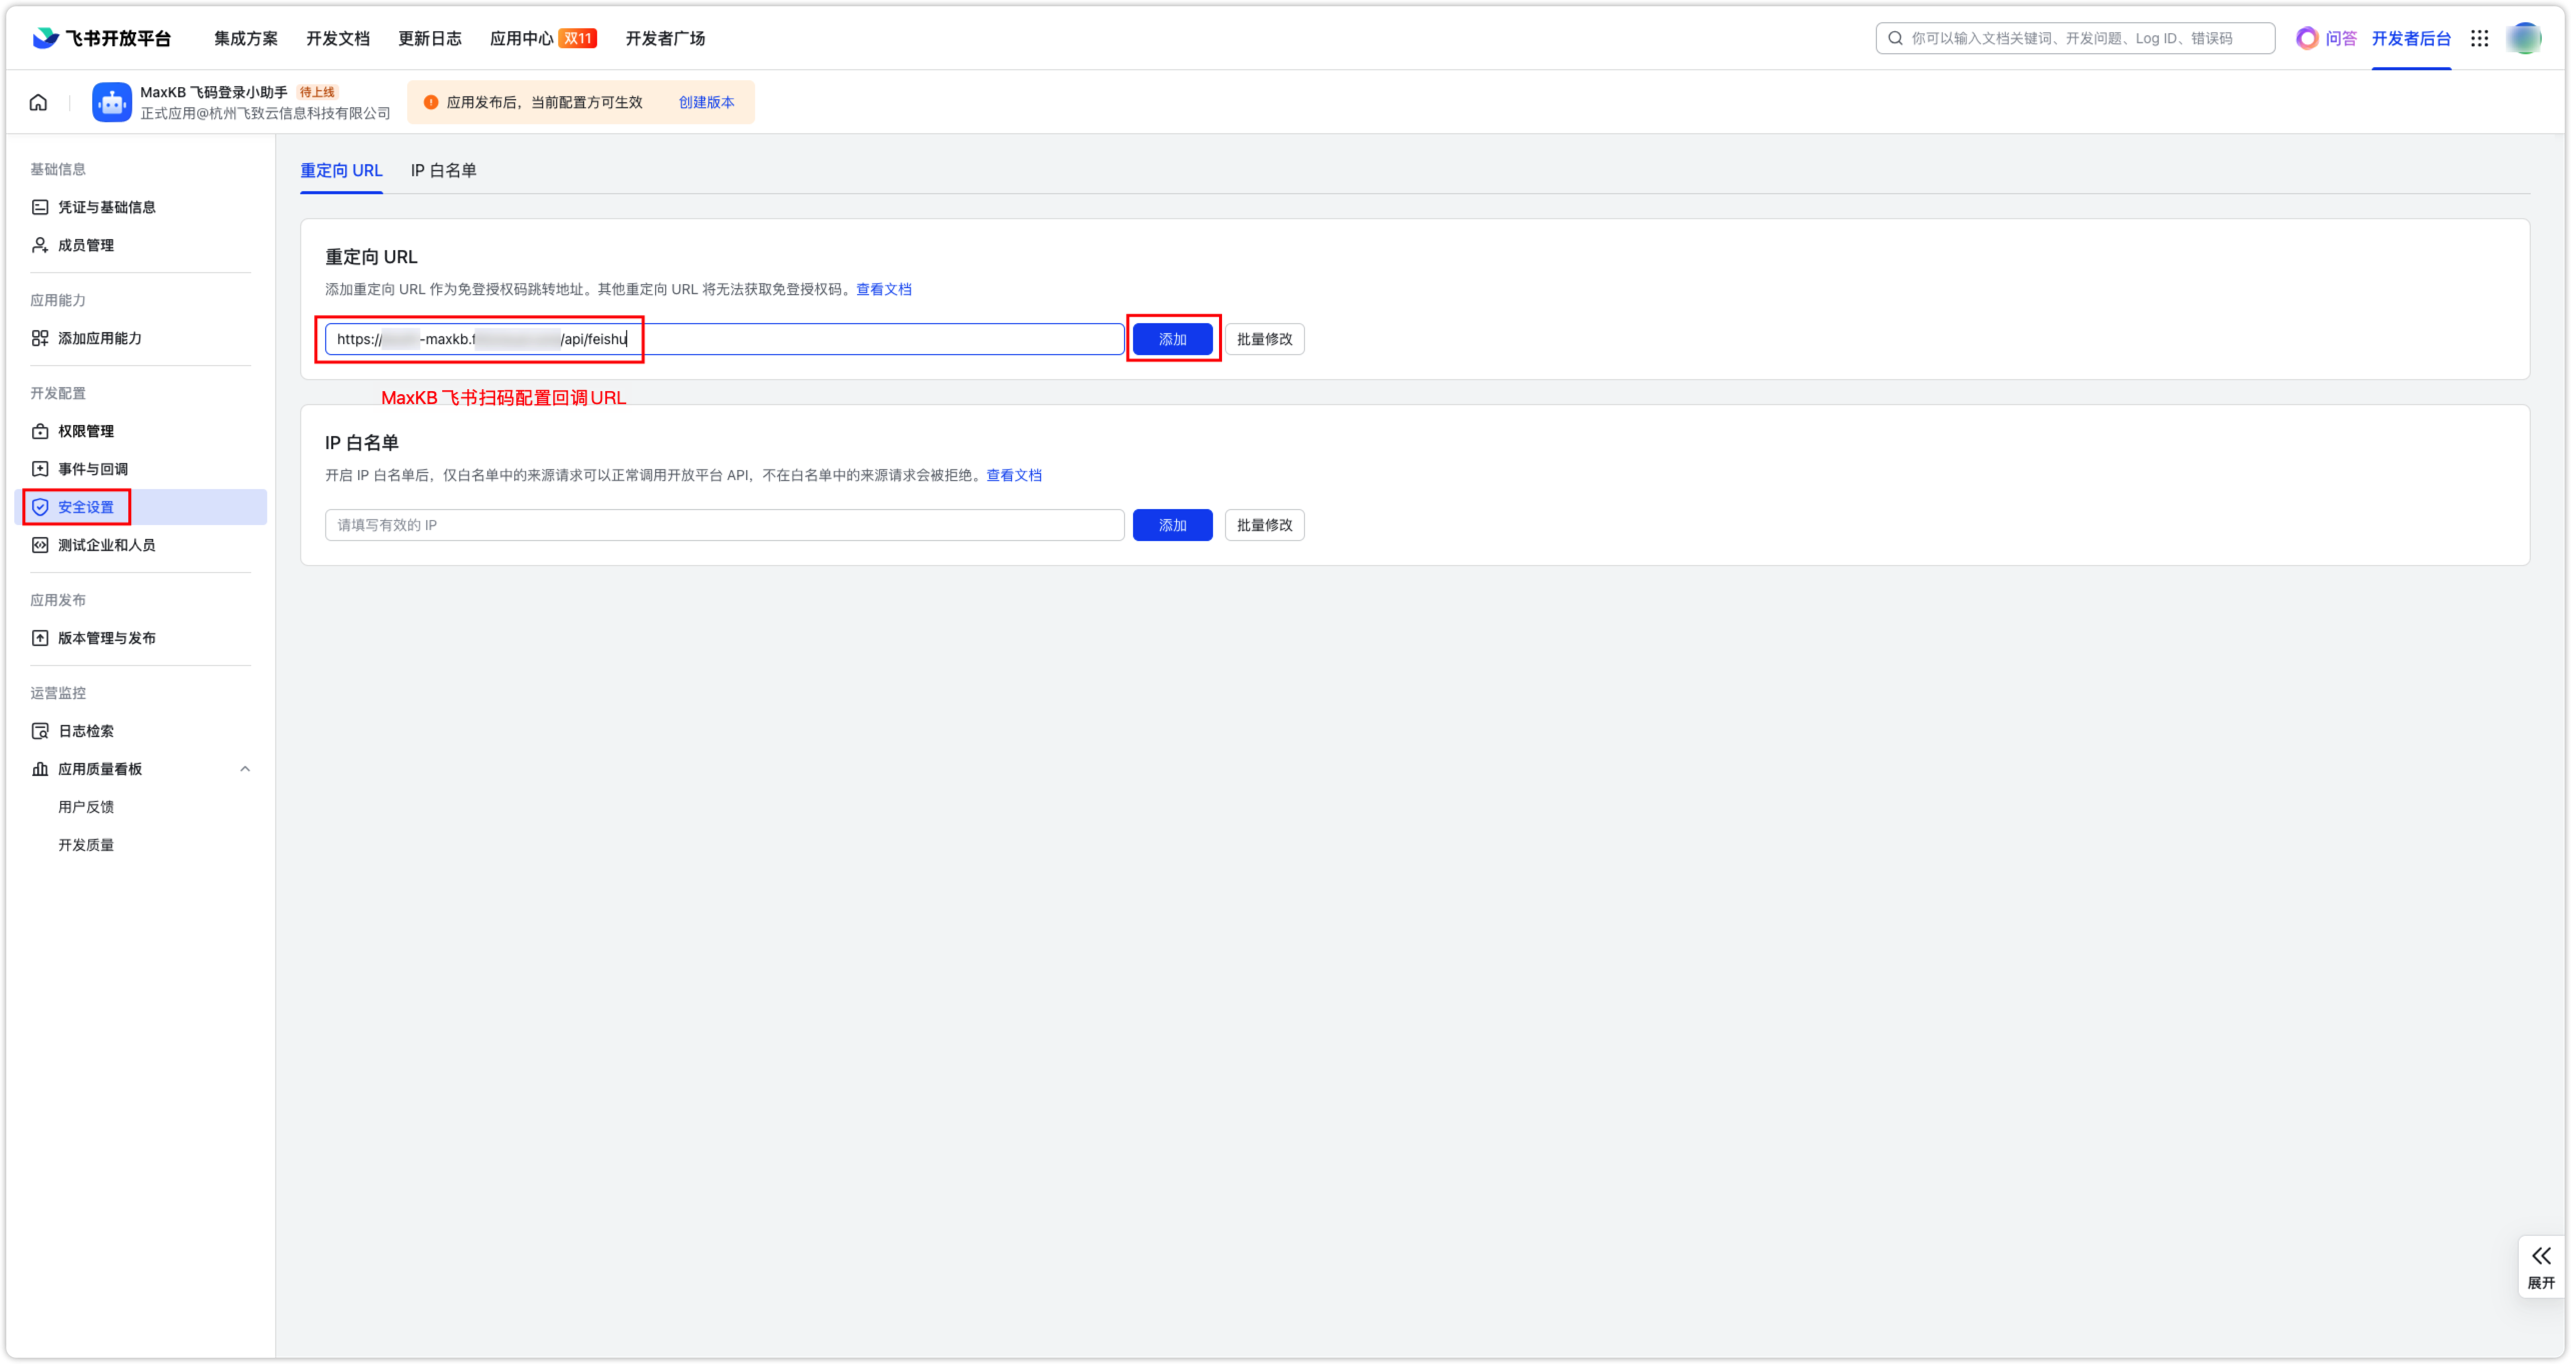 飞书开放平台 集成方案 开发文档 更新日志 应用中心 双11 开发者广场 你可以输入文档关键词、开发问题、Log ID、错误码 问答 开发者后台
MaxKB 飞码登录小助手 待上线
正式应用@杭州飞致云信息科技有限公司
应用发布后，当前配置方可生效 创建版本
基础信息
凭证与基础信息
成员管理
应用能力
添加应用能力
开发配置
权限管理
事件与回调
安全设置
测试企业和人员
应用发布
版本管理与发布
运营监控
日志检索
应用质量看板
用户反馈
开发质量
重定向 URL IP 白名单
重定向 URL
添加重定向 URL 作为免登授权码跳转地址。其他重定向 URL 将无法获取免登授权码。查看文档
https:// -maxkb. /api/feishu 添加 批量修改
MaxKB 飞书扫码配置回调URL
IP 白名单
开启 IP 白名单后，仅白名单中的来源请求可以正常调用开放平台 API，不在白名单中的来源请求会被拒绝。查看文档
请填写有效的 IP 添加 批量修改
展开